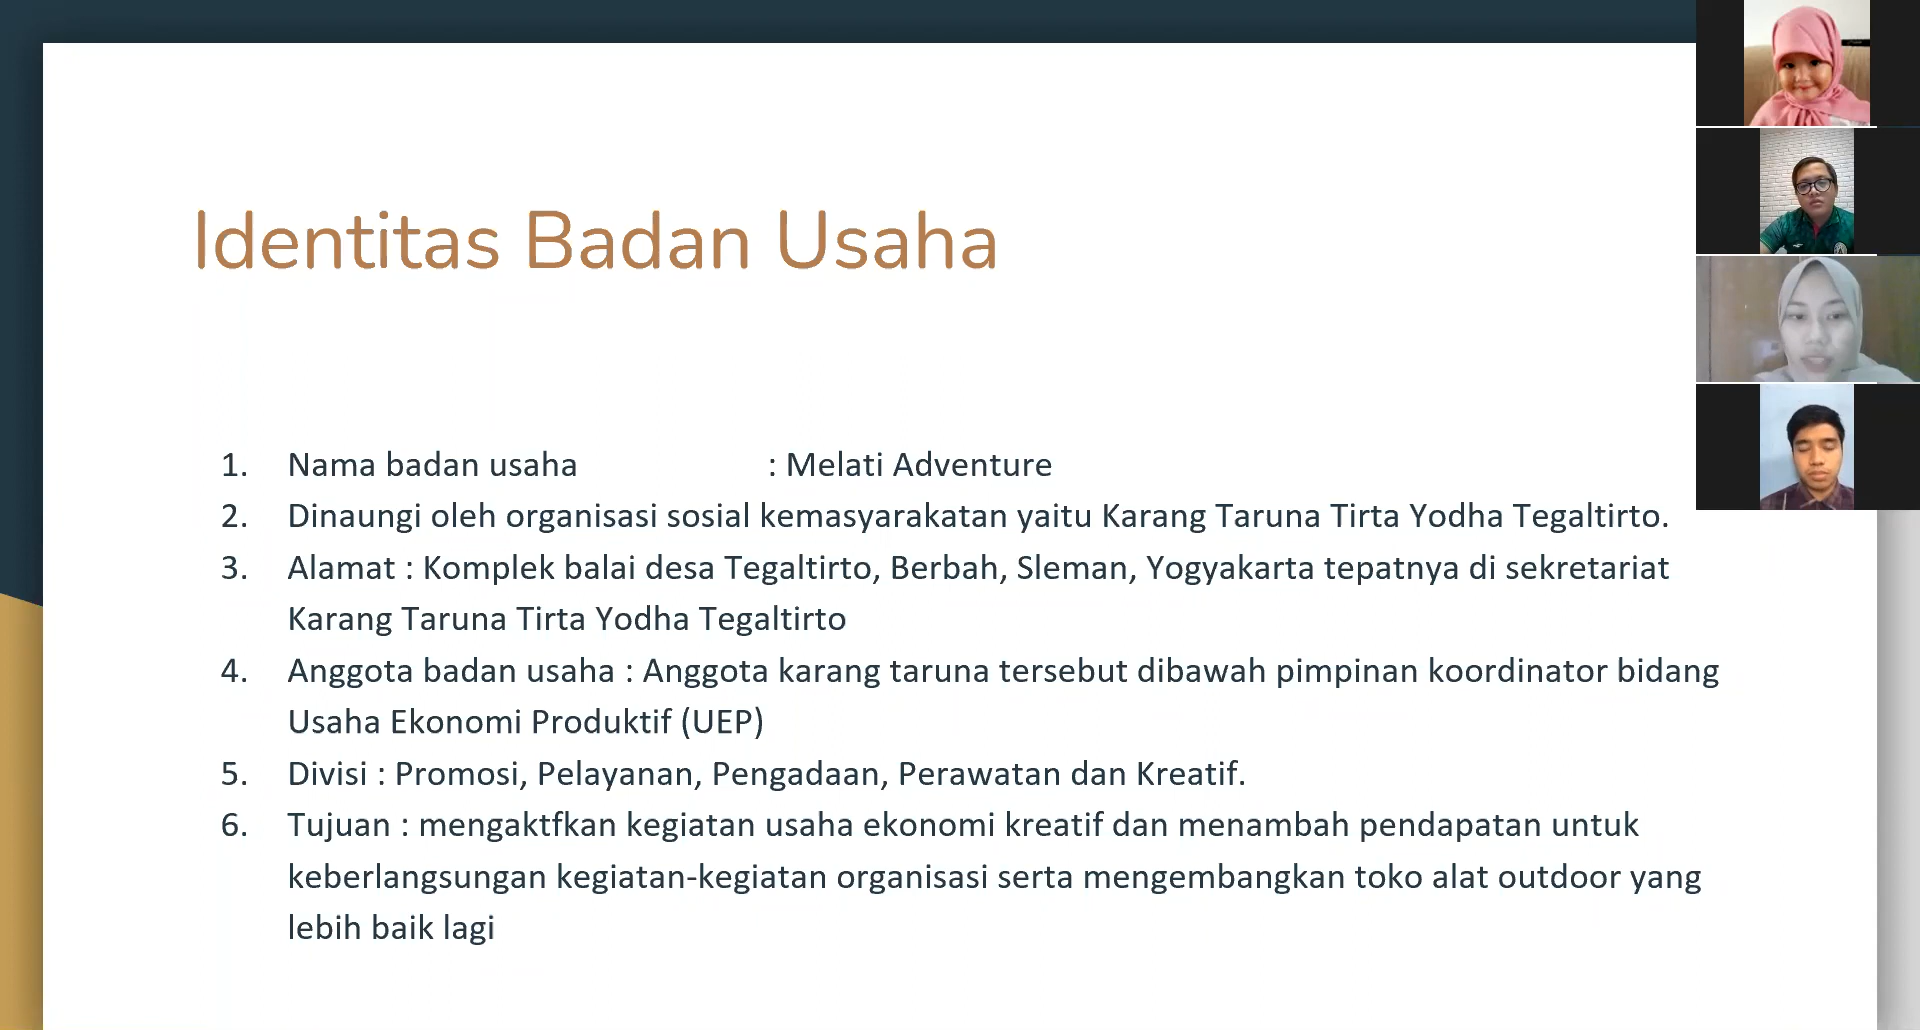 Identitas Badan Usaha
1. Nama badan usaha : Melati Adventure
2. Dinaungi oleh organisasi sosial kemasyarakatan yaitu Karang Taruna Tirta Yodha Tegaltirto.
3. Alamat : Komplek balai desa Tegaltirto, Berbah, Sleman, Yogyakarta tepatnya di sekretariat
Karang Taruna Tirta Yodha Tegaltirto
4. Anggota badan usaha : Anggota karang taruna tersebut dibawah pimpinan koordinator bidang
Usaha Ekonomi Produktif (UEP)
5. Divisi : Promosi, Pelayanan, Pengadaan, Perawatan dan Kreatif.
6. Tujuan : mengaktfkan kegiatan usaha ekonomi kreatif dan menambah pendapatan untuk
keberlangsungan kegiatan-kegiatan organisasi serta mengembangkan toko alat outdoor yang
lebih baik lagi